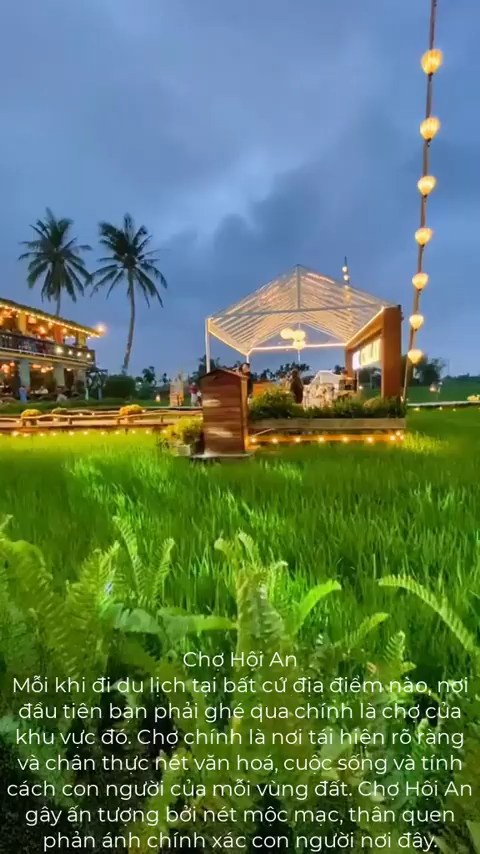 Chợ Hội An
Mỗi khi đi du lịch tại bất cứ địa điểm nào, nơi
đầu tiên bạn phải ghé qua chính là chợ của
khu vực đó. Chợ chính là nơi tái hiện rõ ràng
và chân thực nét văn hoá, cuộc sống và tính
cách con người của mỗi vùng đất. Chợ Hội An
gây ấn tượng bởi nét mộc mạc, thân quen
phản ánh chính xác con người nơi đây.